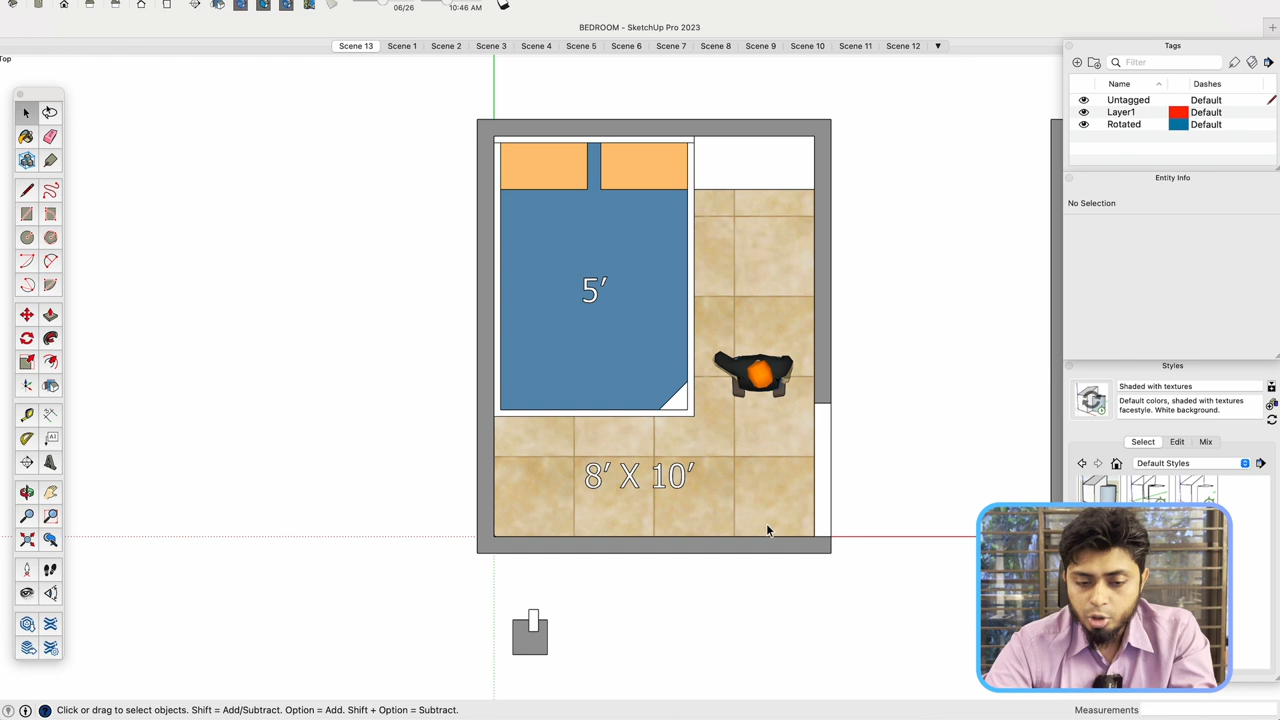 06/26
10:46 AM
BEDROOM - SketchUp Pro 2023
Scene 13 Scene 1 Scene 2 Scene 3 Scene 4 Scene 5 Scene 6 Scene 7 Scene 8 Scene 9 Scene 10 Scene 11 Scene 12
Top
Tags
Filter
Name Dashes
Untagged Default
Layer1 Default
Rotated Default
Entity Info
No Selection
5'
8' X 10'
Styles
Shaded with textures
Default colors, shaded with textures
facestyle. White background.
Select Edit Mix
Default Styles
Click or drag to select objects. Shift = Add/Subtract. Option = Add. Shift + Option = Subtract.
Measurements